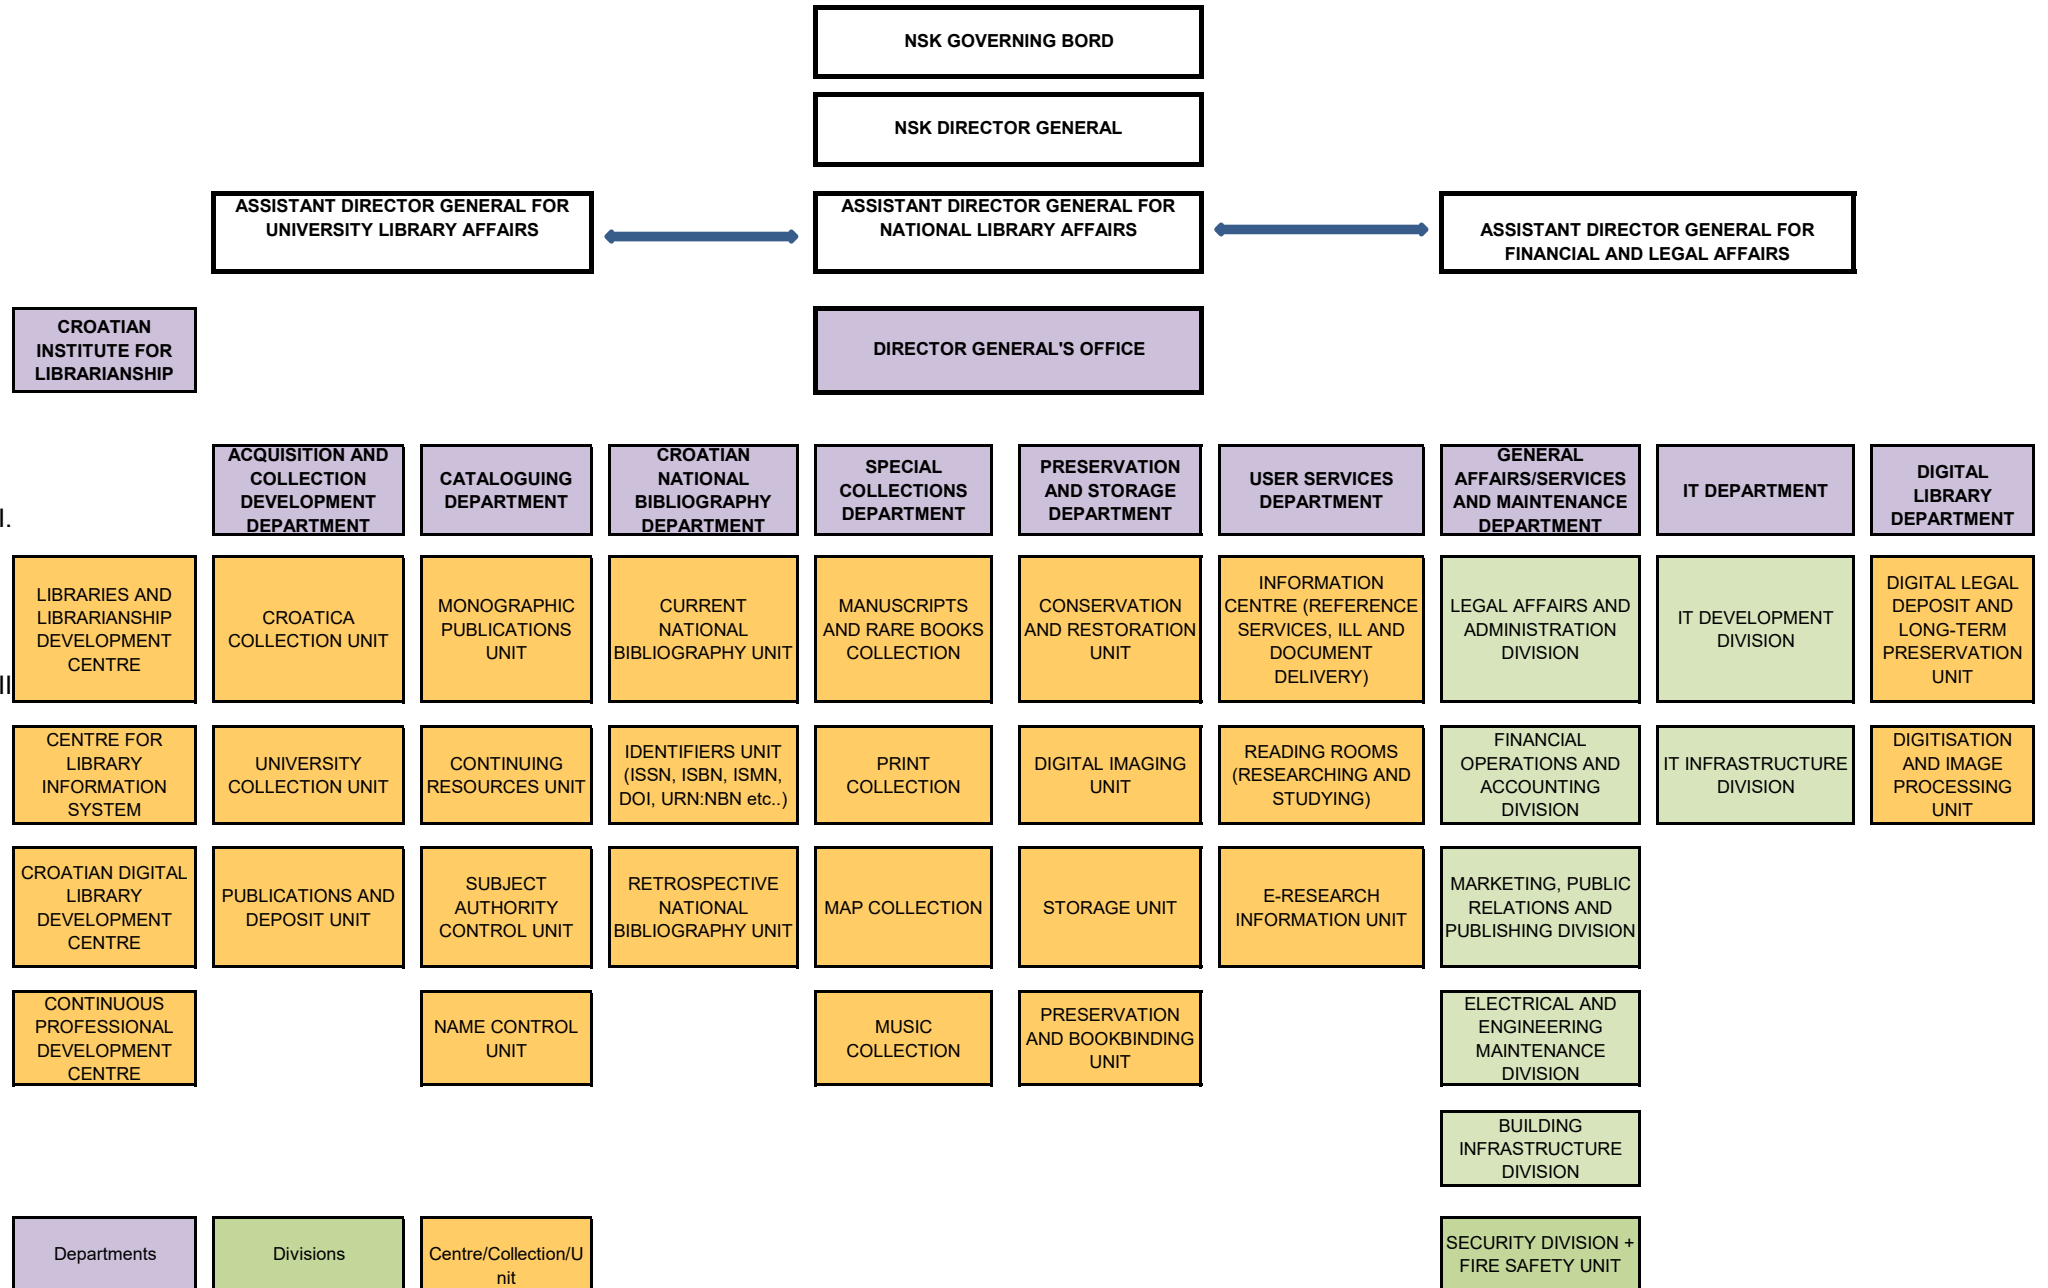 NSK GOVERNING BORD
NSK DIRECTOR GENERAL
ASSISTANT DIRECTOR GENERAL FOR
UNIVERSITY LIBRARY AFFAIRS
ASSISTANT DIRECTOR GENERAL FOR
NATIONAL LIBRARY AFFAIRS
ASSISTANT DIRECTOR GENERAL FOR
FINANCIAL AND LEGAL AFFAIRS
CROATIAN
INSTITUTE FOR
LIBRARIANSHIP
DIRECTOR GENERAL'S OFFICE
ACQUISITION AND
COLLECTION
DEVELOPMENT
DEPARTMENT
CATALOGUING
DEPARTMENT
CROATIAN
NATIONAL
BIBLIOGRAPHY
DEPARTMENT
SPECIAL
COLLECTIONS
DEPARTMENT
PRESERVATION
AND STORAGE
DEPARTMENT
USER SERVICES
DEPARTMENT
GENERAL
AFFAIRS/SERVICES
AND MAINTENANCE
DEPARTMENT
IT DEPARTMENT
DIGITAL
LIBRARY
DEPARTMENT
I.
LIBRARIES AND
LIBRARIANSHIP
DEVELOPMENT
CENTRE
CROATICA
COLLECTION UNIT
MONOGRAPHIC
PUBLICATIONS
UNIT
CURRENT
NATIONAL
BIBLIOGRAPHY UNIT
MANUSCRIPTS
AND RARE BOOKS
COLLECTION
CONSERVATION
AND RESTORATION
UNIT
INFORMATION
CENTRE (REFERENCE
SERVICES, ILL AND
DOCUMENT
DELIVERY)
LEGAL AFFAIRS AND
ADMINISTRATION
DIVISION
IT DEVELOPMENT
DIVISION
DIGITAL LEGAL
DEPOSIT AND
LONG-TERM
PRESERVATION
UNIT
II
CENTRE FOR
LIBRARY
INFORMATION
SYSTEM
UNIVERSITY
COLLECTION UNIT
CONTINUING
RESOURCES UNIT
IDENTIFIERS UNIT
(ISSN, ISBN, ISMN,
DOI, URN:NBN etc..)
PRINT
COLLECTION
DIGITAL IMAGING
UNIT
READING ROOMS
(RESEARCHING AND
STUDYING)
FINANCIAL
OPERATIONS AND
ACCOUNTING
DIVISION
IT INFRASTRUCTURE
DIVISION
DIGITISATION
AND IMAGE
PROCESSING
UNIT
CROATIAN DIGITAL
LIBRARY
DEVELOPMENT
CENTRE
PUBLICATIONS AND
DEPOSIT UNIT
SUBJECT
AUTHORITY
CONTROL UNIT
RETROSPECTIVE
NATIONAL
BIBLIOGRAPHY UNIT
MAP COLLECTION
STORAGE UNIT
E-RESEARCH
INFORMATION UNIT
MARKETING, PUBLIC
RELATIONS AND
PUBLISHING DIVISION
CONTINUOUS
PROFESSIONAL
DEVELOPMENT
CENTRE
NAME CONTROL
UNIT
MUSIC
COLLECTION
PRESERVATION
AND BOOKBINDING
UNIT
ELECTRICAL AND
ENGINEERING
MAINTENANCE
DIVISION
BUILDING
INFRASTRUCTURE
DIVISION
Departments
Divisions
Centre/Collection/U
nit
SECURITY DIVISION +
FIRE SAFETY UNIT